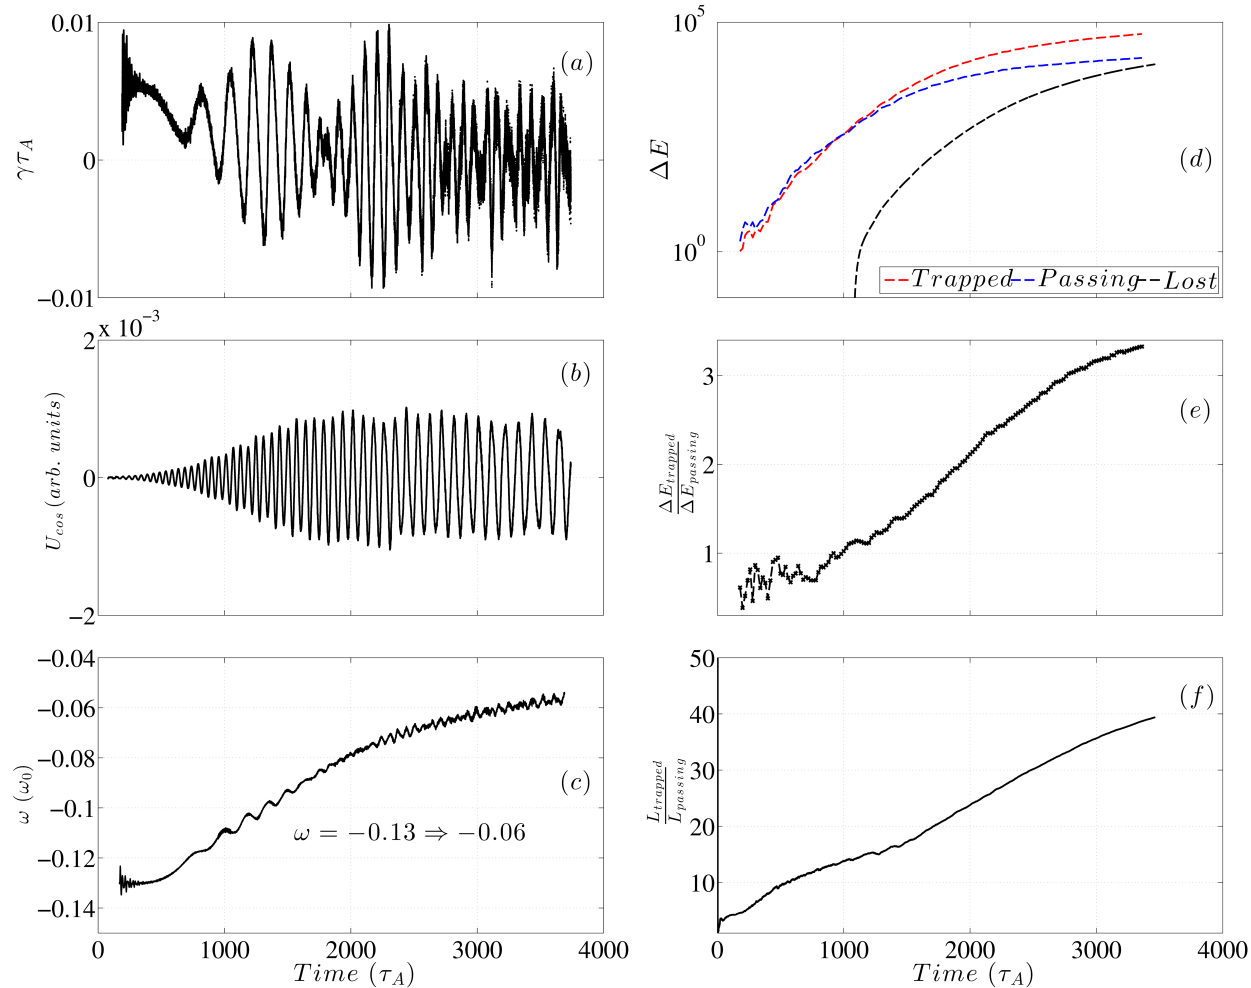 0.01
0
−0.01
γτ_A
(a)
x 10^−3
2
0
−2
U_cos (arb. units)
(b)
−0.04
−0.06
−0.08
−0.1
−0.12
−0.14
ω (ω_0)
(c)
ω = −0.13 ⇒ −0.06
0 1000 2000 3000 4000
Time (τ_A)
10^5
10^0
ΔE
(d)
Trapped Passing Lost
3
2
1
ΔE_trapped
ΔE_passing
(e)
50
40
30
20
10
L_trapped
L_passing
(f)
0 1000 2000 3000 4000
Time (τ_A)